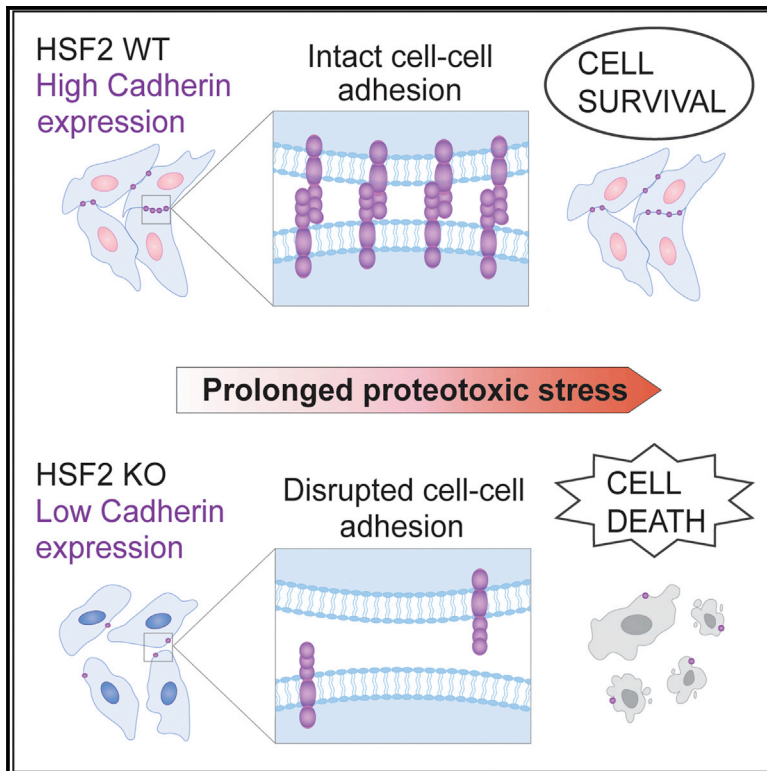 HSF2 WT
High Cadherin
expression
Intact cell-cell
adhesion
CELL
SURVIVAL
Prolonged proteotoxic stress
HSF2 KO
Low Cadherin
expression
Disrupted cell-cell
adhesion
CELL
DEATH